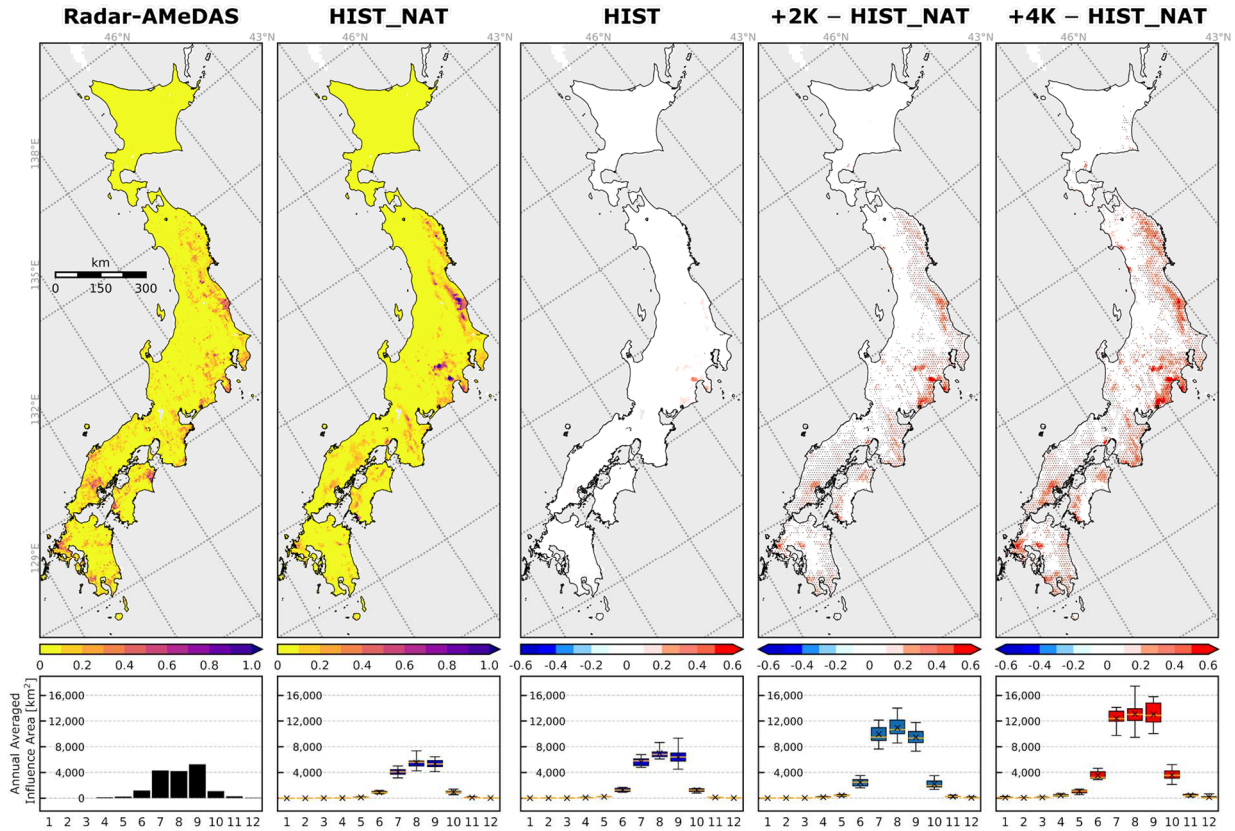 Radar-AMeDAS HIST_NAT HIST +2K − HIST_NAT +4K − HIST_NAT
46°N 43°N 46°N 43°N 46°N 43°N 46°N 43°N 46°N 43°N
138°E
135°E
km
0 150 300
132°E
129°E
0 0.2 0.4 0.6 0.8 1.0 0 0.2 0.4 0.6 0.8 1.0 -0.6 -0.4 -0.2 0 0.2 0.4 0.6 -0.6 -0.4 -0.2 0 0.2 0.4 0.6 -0.6 -0.4 -0.2 0 0.2 0.4 0.6
Annual Averaged
Influence Area [km²]
16,000 16,000 16,000 16,000 16,000
12,000 12,000 12,000 12,000 12,000
8,000 8,000 8,000 8,000 8,000
4,000 4,000 4,000 4,000 4,000
0 0 0 0 0
1 2 3 4 5 6 7 8 9 10 11 12 1 2 3 4 5 6 7 8 9 10 11 12 1 2 3 4 5 6 7 8 9 10 11 12 1 2 3 4 5 6 7 8 9 10 11 12 1 2 3 4 5 6 7 8 9 10 11 12